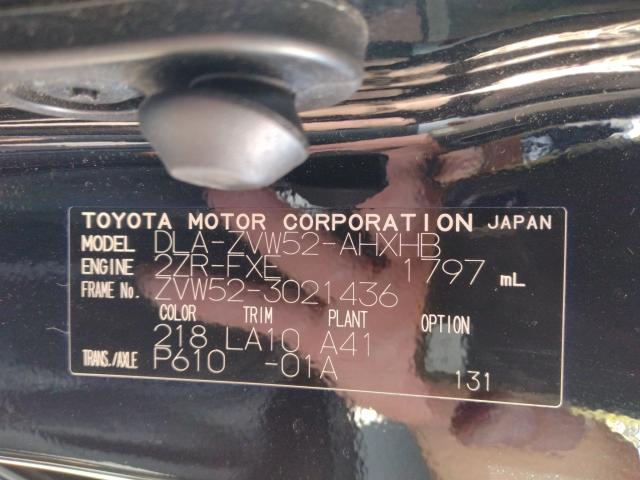 TOYOTA MOTOR CORPORATION JAPAN
MODEL DLA-ZVW52-AHXHB
ENGINE 2ZR-FXE 1797 mL
FRAME No. ZVW52-3021436
COLOR TRIM PLANT OPTION
218 LA10 A41
TRANS./AXLE P610 -01A 131